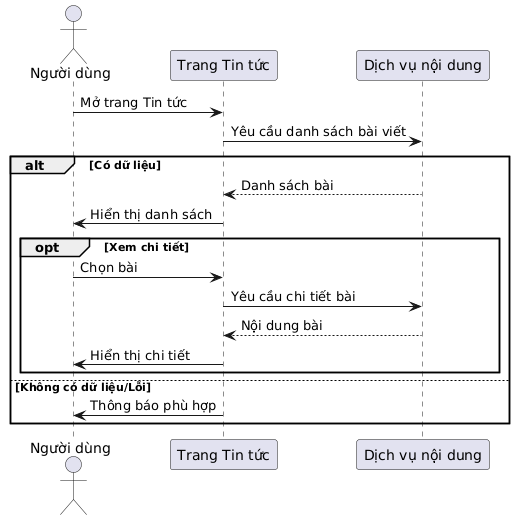 Người dùng
Trang Tin tức
Dịch vụ nội dung
Mở trang Tin tức
Yêu cầu danh sách bài viết
alt
[Có dữ liệu]
Danh sách bài
Hiển thị danh sách
opt
[Xem chi tiết]
Chọn bài
Yêu cầu chi tiết bài
Nội dung bài
Hiển thị chi tiết
[Không có dữ liệu/Lỗi]
Thông báo phù hợp
Người dùng
Trang Tin tức
Dịch vụ nội dung